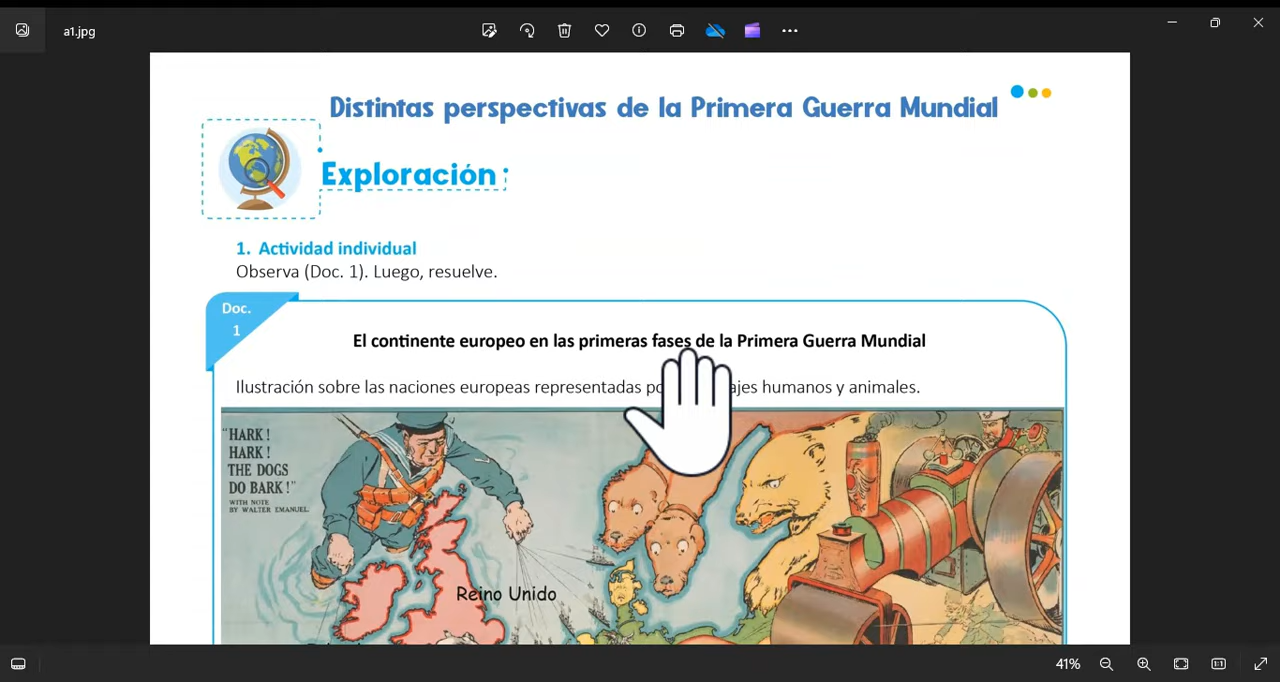 a1.jpg
Distintas perspectivas de la Primera Guerra Mundial
Exploración:
1. Actividad individual
Observa (Doc. 1). Luego, resuelve.
Doc.
1
El continente europeo en las primeras fases de la Primera Guerra Mundial
Ilustración sobre las naciones europeas representadas humanos y animales.
"HARK!
HARK!
THE DOGS
DO BARK!"
WITH NOTE
BY WALTER EMANUEL.
Reino Unido
41%